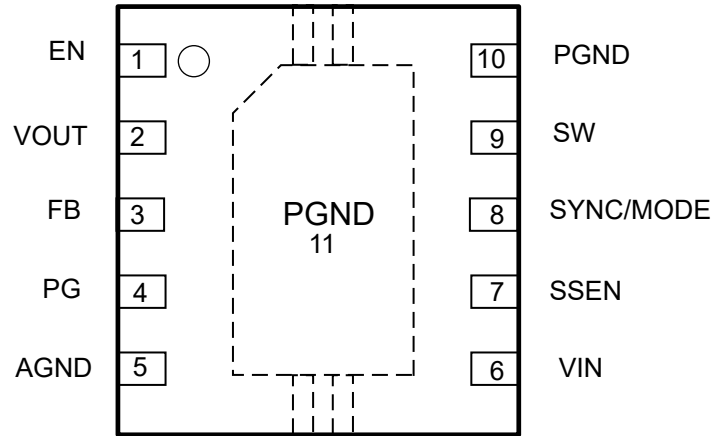 EN 1 10 PGND
VOUT 2 9 SW
FB 3 PGND 8 SYNC/MODE
11
PG 4 7 SSEN
AGND 5 6 VIN